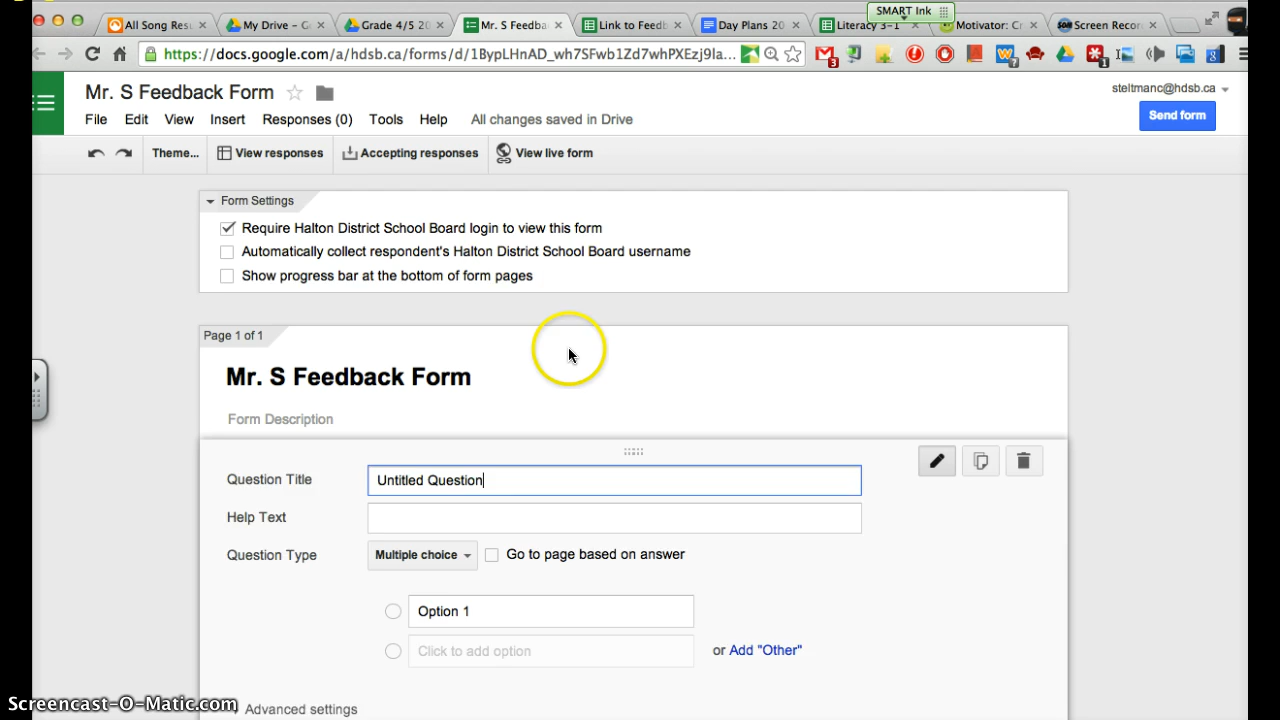 SMART Ink
All Song Resu
My Drive - G
Grade 4/5 20
Mr. S Feedba
Link to Feedb
Das Plans 20
Literacy 3-1
Motivator: Cr
Screen Recor
https://docs.google.com/a/hdsb.ca/forms/d/1BypLHnAD_wh7SFwb1Zd7whPXEzj9la...
3
7
1
Mr. S Feedback Form
steltmanc@hdsb.ca
File Edit View Insert Responses (0) Tools Help All changes saved in Drive
Send form
Theme... View responses Accepting responses View live form
Form Settings
Require Halton District School Board login to view this form
Automatically collect respondent's Halton District School Board username
Show progress bar at the bottom of form pages
Page 1 of 1
Mr. S Feedback Form
Form Description
Question Title Untitled Question
Help Text
Question Type Multiple choice Go to page based on answer
Option 1
Click to add option or Add "Other"
Advanced settings
Screencast-O-Matic.com